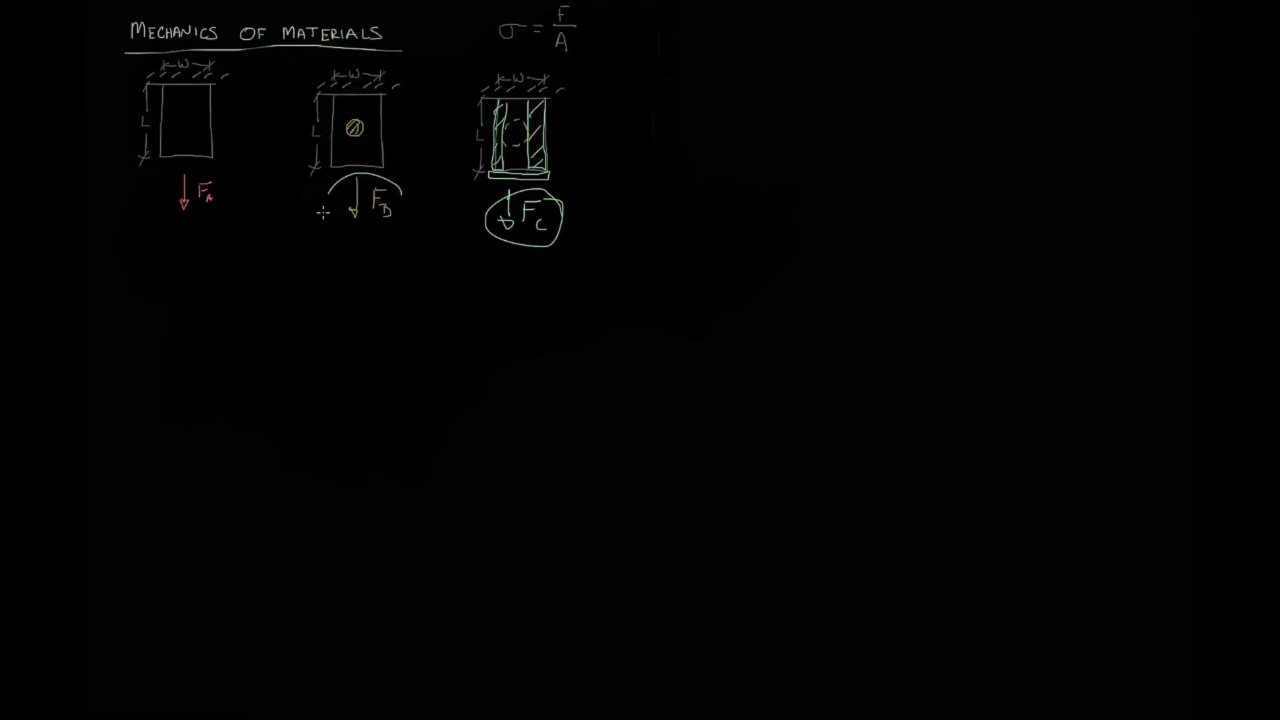 MECHANICS OF MATERIALS
σ = F/A
W W W
L L L
F_A F_B F_C